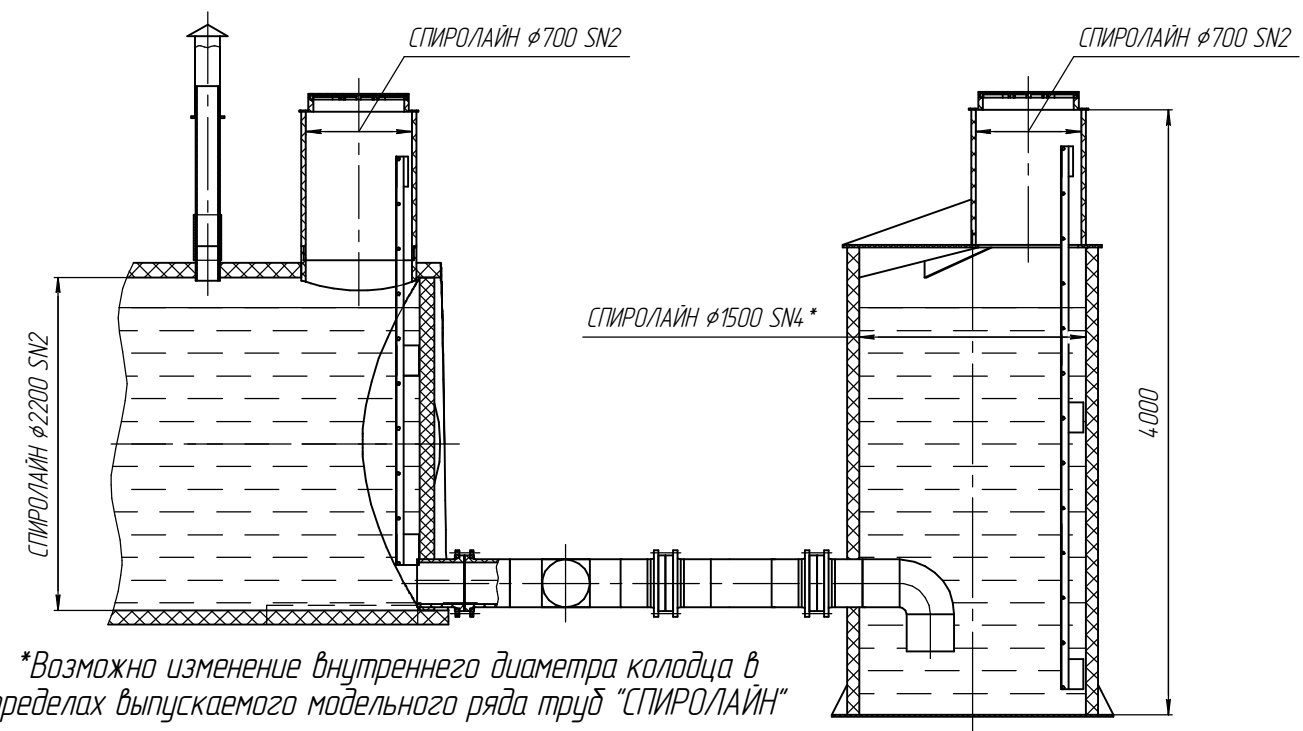 СПИРОЛАЙН ⌀700 SN2
СПИРОЛАЙН ⌀700 SN2
СПИРОЛАЙН ⌀1500 SN4*
СПИРОЛАЙН ⌀2200 SN2
4000
*Возможно изменение внутреннего диаметра колодца в
пределах выпускаемого модельного ряда труб "СПИРОЛАЙН"